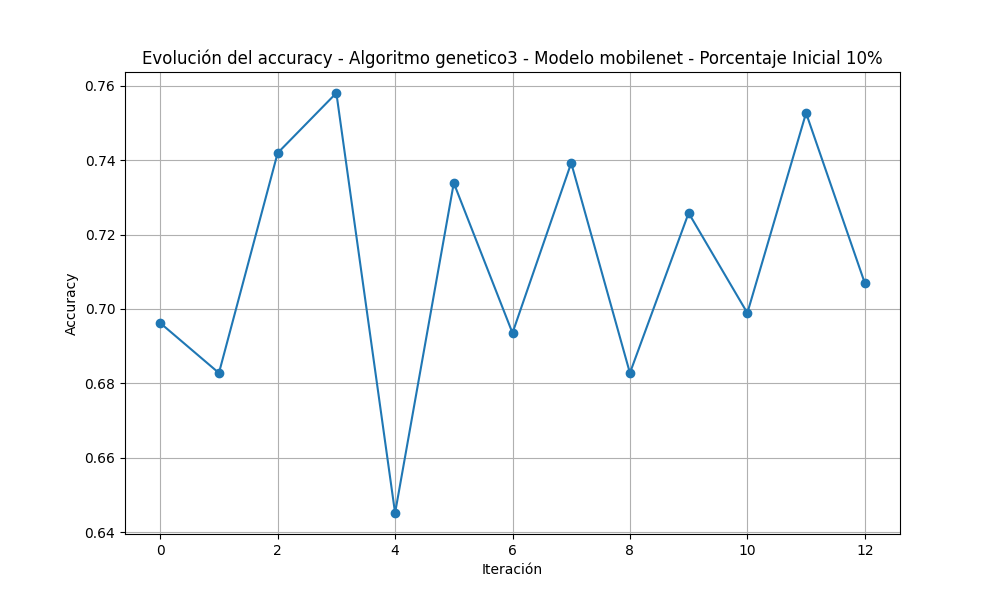 Evolución del accuracy - Algoritmo genetico3 - Modelo mobilenet - Porcentaje Inicial 10%
0.76
0.74
0.72
0.70
0.68
0.66
0.64
Accuracy
0 2 4 6 8 10 12
Iteración